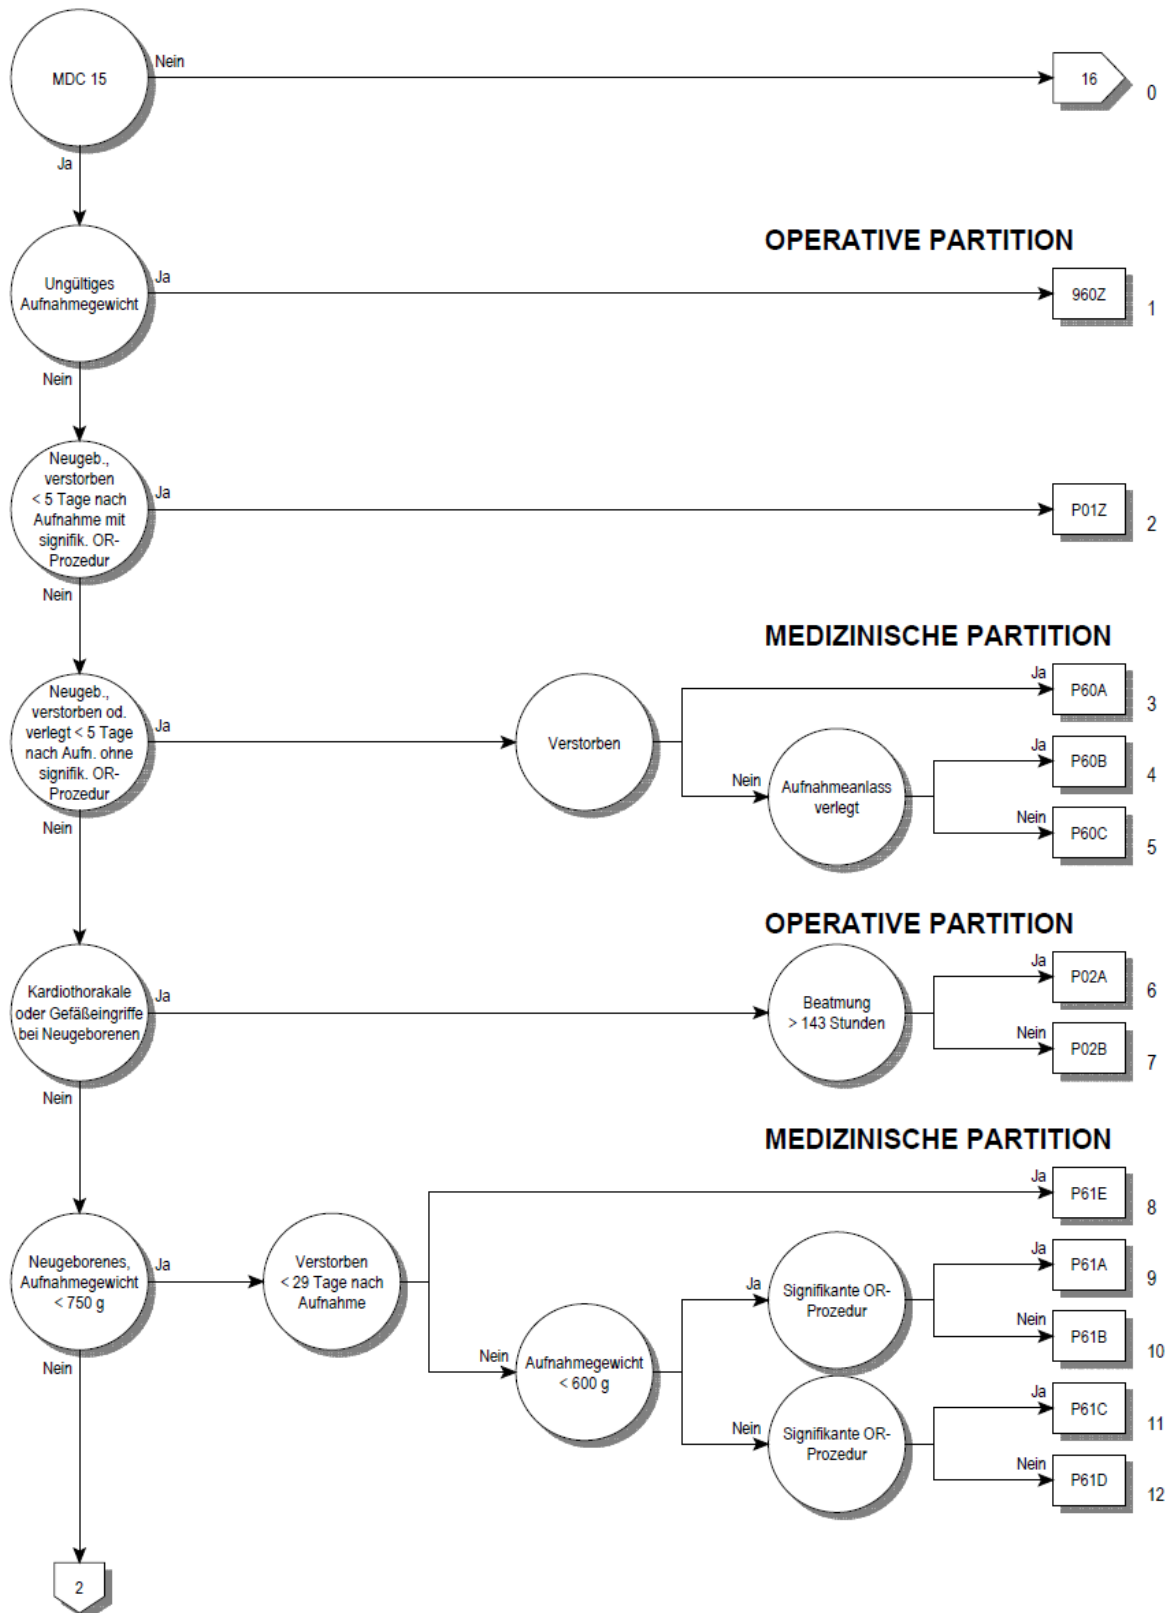 MDC 15
Nein
16
0
Ja
OPERATIVE PARTITION
Ungültiges
Aufnahmegewicht
Ja
960Z
1
Nein
Neugeb.,
verstorben
< 5 Tage nach
Aufnahme mit
signifik. OR-
Prozedur
Ja
P01Z
2
Nein
MEDIZINISCHE PARTITION
Neugeb.,
verstorben od.
verlegt < 5 Tage
nach Aufn. ohne
signifik. OR-
Prozedur
Ja
Verstorben
Ja
P60A
3
Nein
Aufnahmeanlass
verlegt
Ja
P60B
4
Nein
P60C
5
Nein
OPERATIVE PARTITION
Kardiothorakale
oder Gefäßeingriffe
bei Neugeborenen
Ja
Beatmung
> 143 Stunden
Ja
P02A
6
Nein
P02B
7
Nein
MEDIZINISCHE PARTITION
Neugeborenes,
Aufnahmegewicht
< 750 g
Ja
Verstorben
< 29 Tage nach
Aufnahme
Ja
P61E
8
Nein
Aufnahmegewicht
< 600 g
Ja
Signifikante OR-
Prozedur
Ja
P61A
9
Nein
P61B
10
Nein
Signifikante OR-
Prozedur
Ja
P61C
11
Nein
P61D
12
Nein
2